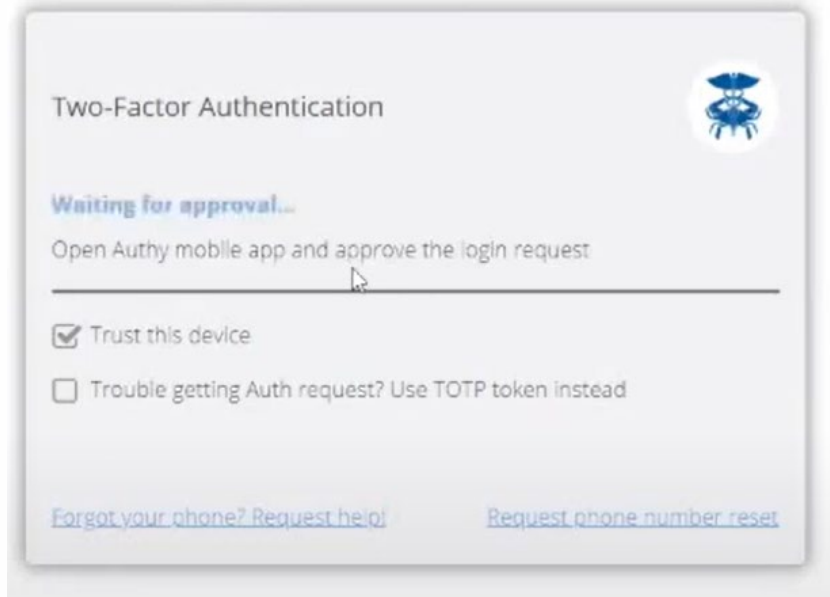 Two-Factor Authentication
Waiting for approval...
Open Authy mobile app and approve the login request
Trust this device
Trouble getting Auth request? Use TOTP token instead
Forgot your phone? Request help!
Request phone number reset